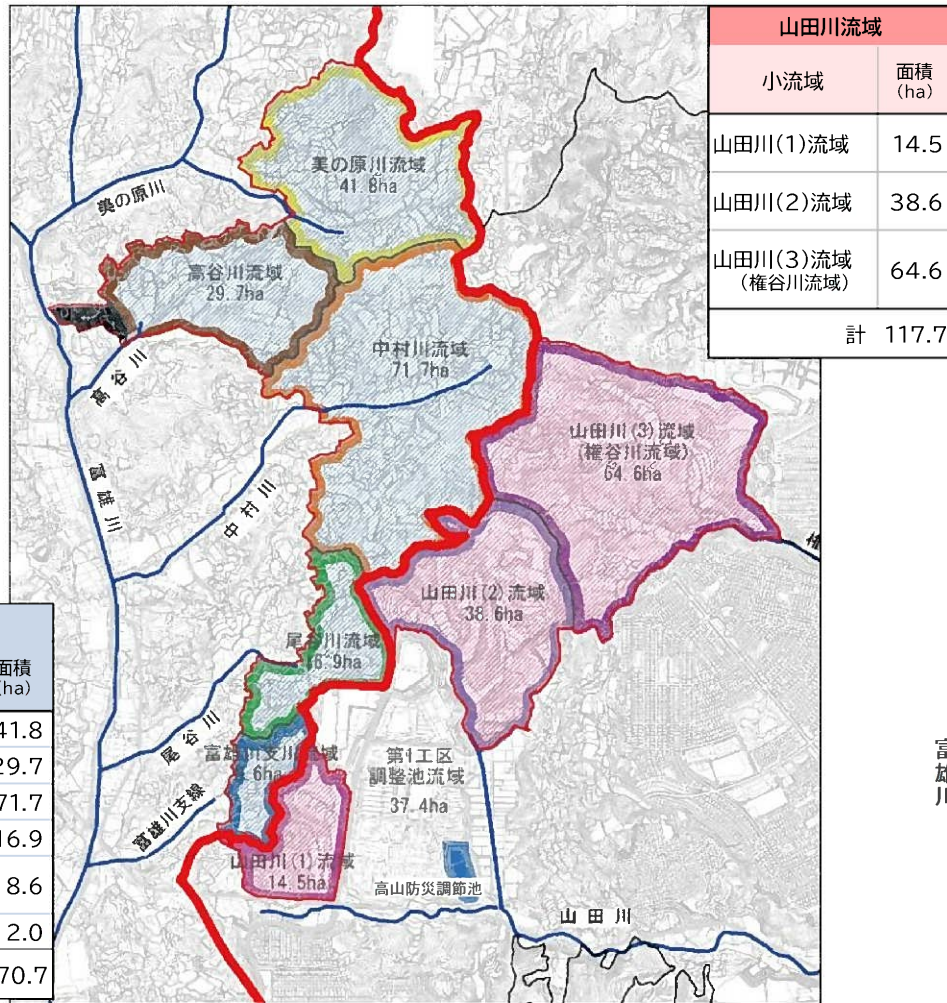 山田川流域
小流域
面積
(ha)
山田川(1)流域
14.5
山田川(2)流域
38.6
山田川(3)流域
(権谷川流域)
64.6
計 117.7
美の原川流域
41.8ha
美の原川
高谷川流域
29.7ha
中村川流域
71.7ha
高谷川
山田川(3)流域
(権谷川流域)
64.6ha
富雄川
中村川
山田川(2)流域
38.6ha
尾谷川流域
16.9ha
尾谷川
富雄川支川流域
8.6ha
第1工区
調整池流域
37.4ha
富雄川支線
山田川(1)流域
14.5ha
高山防災調節池
山田川
面積
(ha)
41.8
29.7
71.7
16.9
8.6
2.0
70.7
富雄川